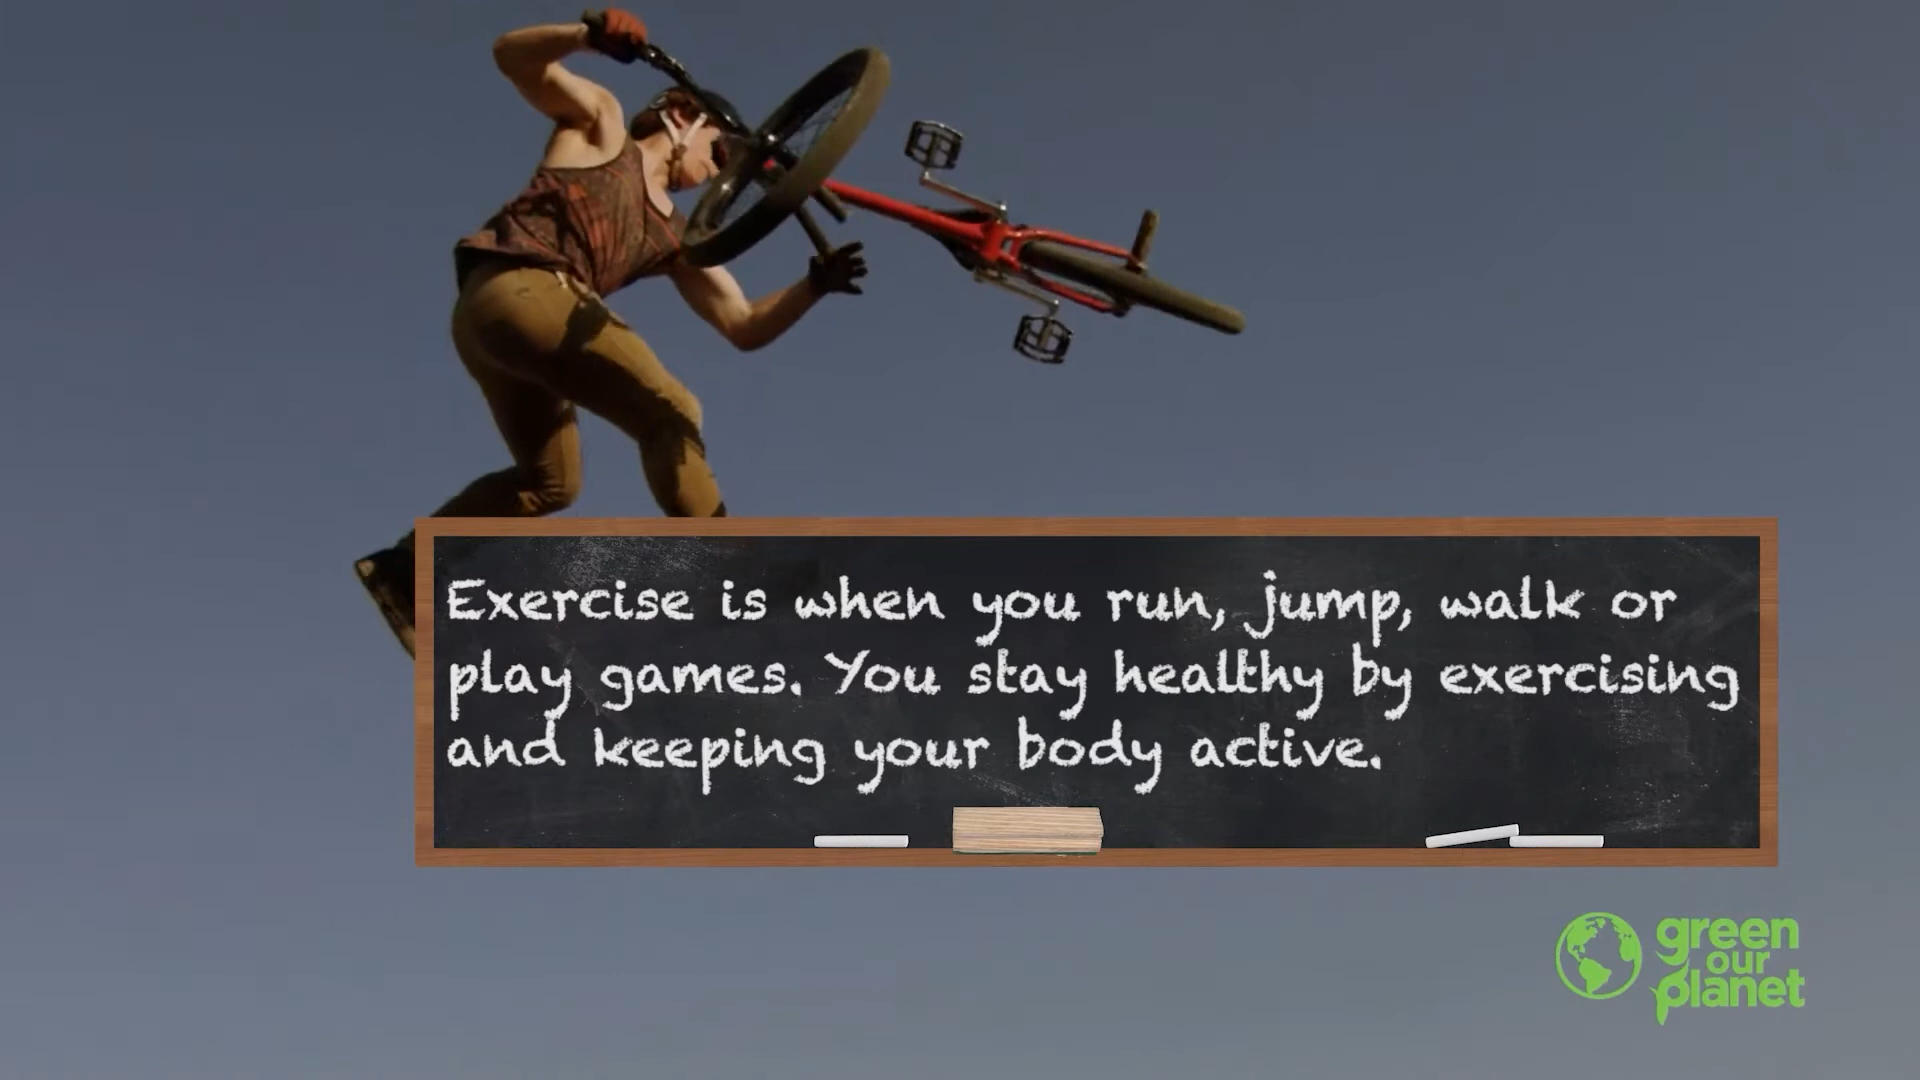 Exercise is when you run, jump, walk or
play games. You stay healthy by exercising
and keeping your body active.
green
our
planet